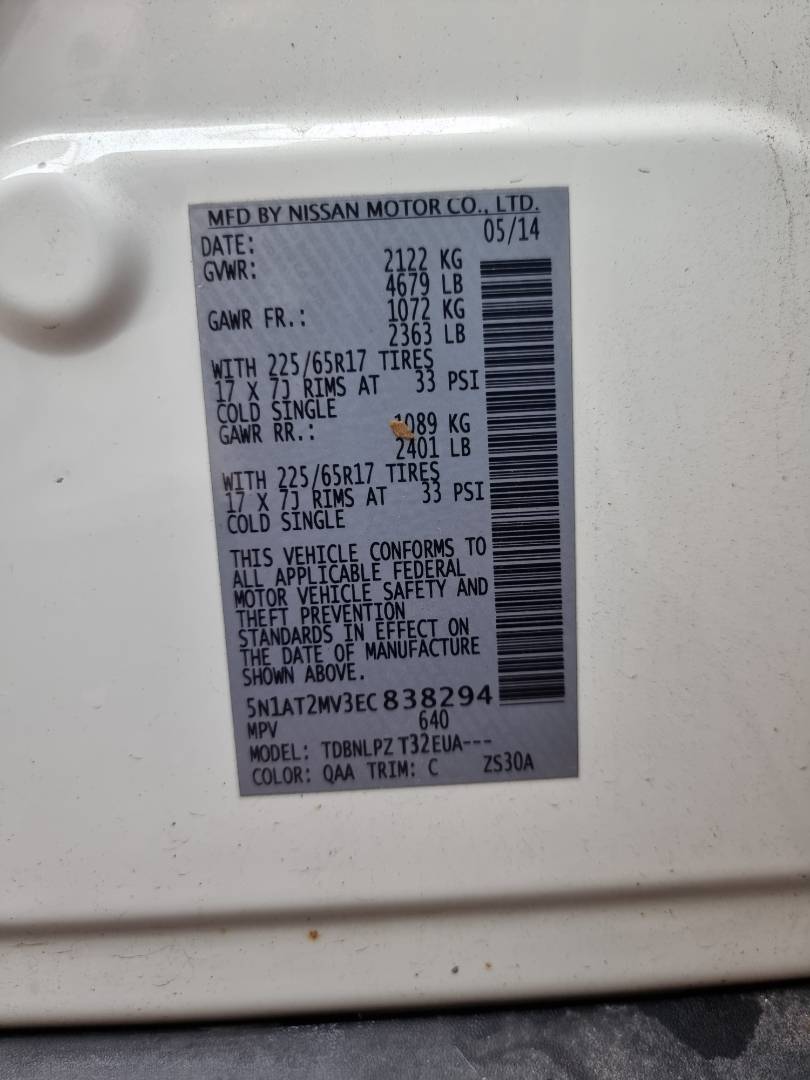 MFD BY NISSAN MOTOR CO., LTD.
DATE: 05/14
GVWR: 2122 KG
4679 LB
GAWR FR.: 1072 KG
2363 LB
WITH 225/65R17 TIRES
17 X 7J RIMS AT 33 PSI
COLD SINGLE
GAWR RR.: 1089 KG
2401 LB
WITH 225/65R17 TIRES
17 X 7J RIMS AT 33 PSI
COLD SINGLE
THIS VEHICLE CONFORMS TO
ALL APPLICABLE FEDERAL
MOTOR VEHICLE SAFETY AND
THEFT PREVENTION
STANDARDS IN EFFECT ON
THE DATE OF MANUFACTURE
SHOWN ABOVE.
5N1AT2MV3EC838294
MPV 640
MODEL: TDBNLPZ T32EUA---
COLOR: QAA TRIM: C ZS30A